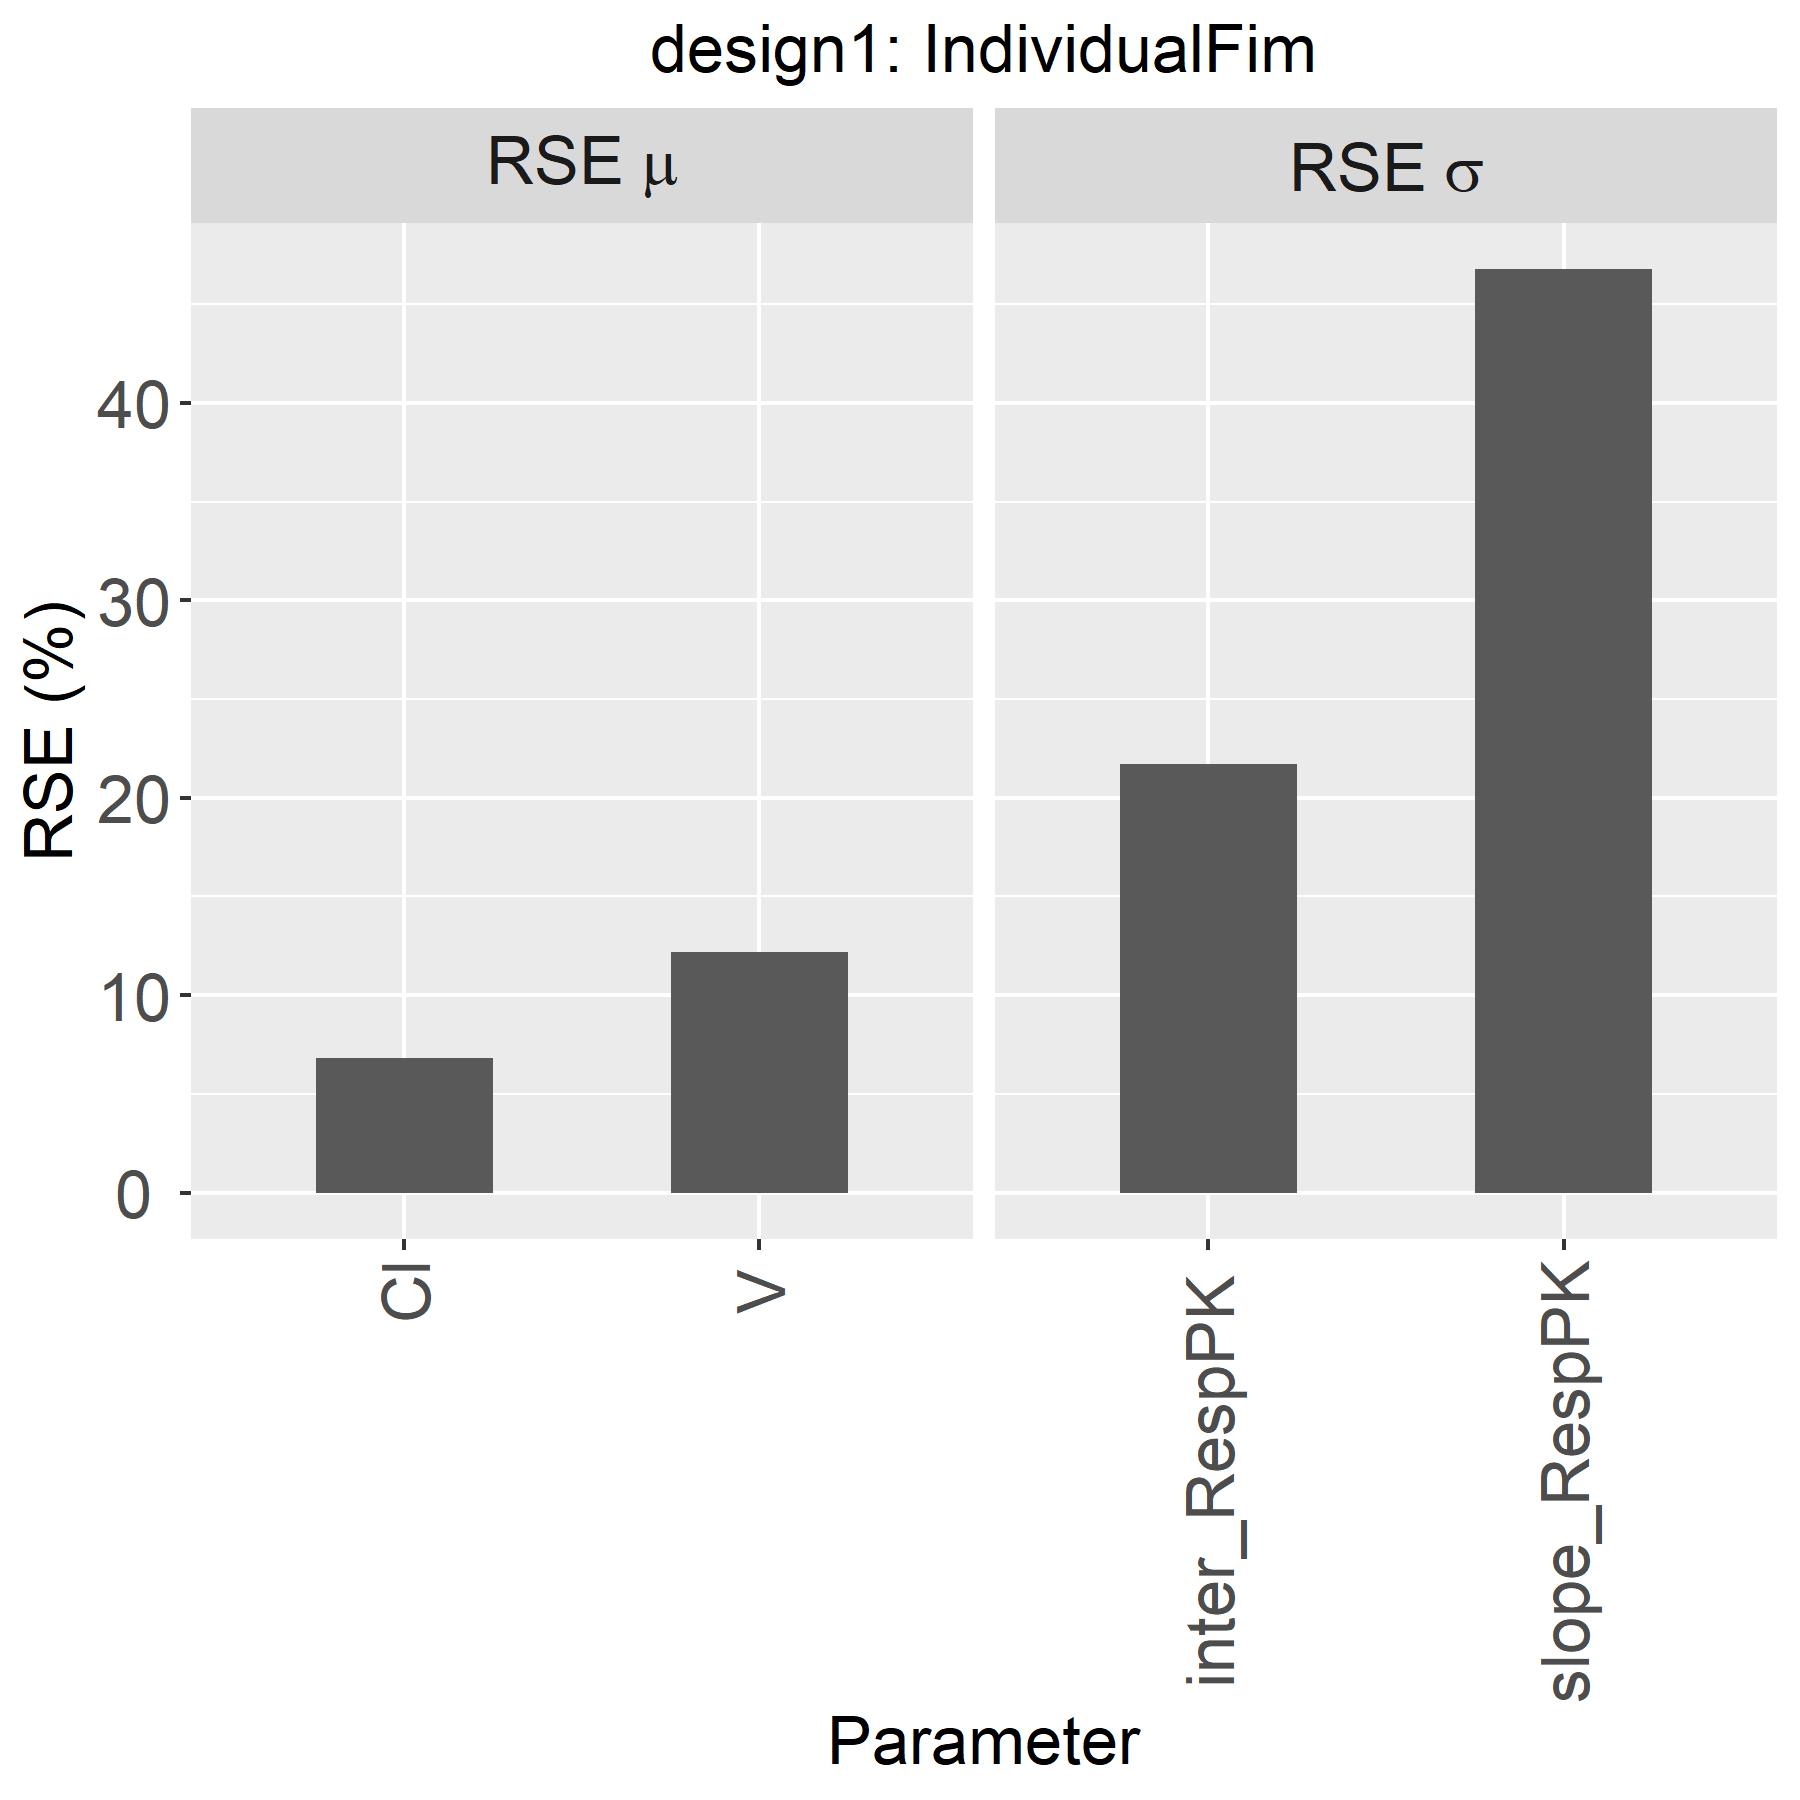 design1: IndividualFim
RSE μ
RSE σ
RSE (%)
40
30
20
10
0
Cl
V
inter_RespPK
slope_RespPK
Parameter